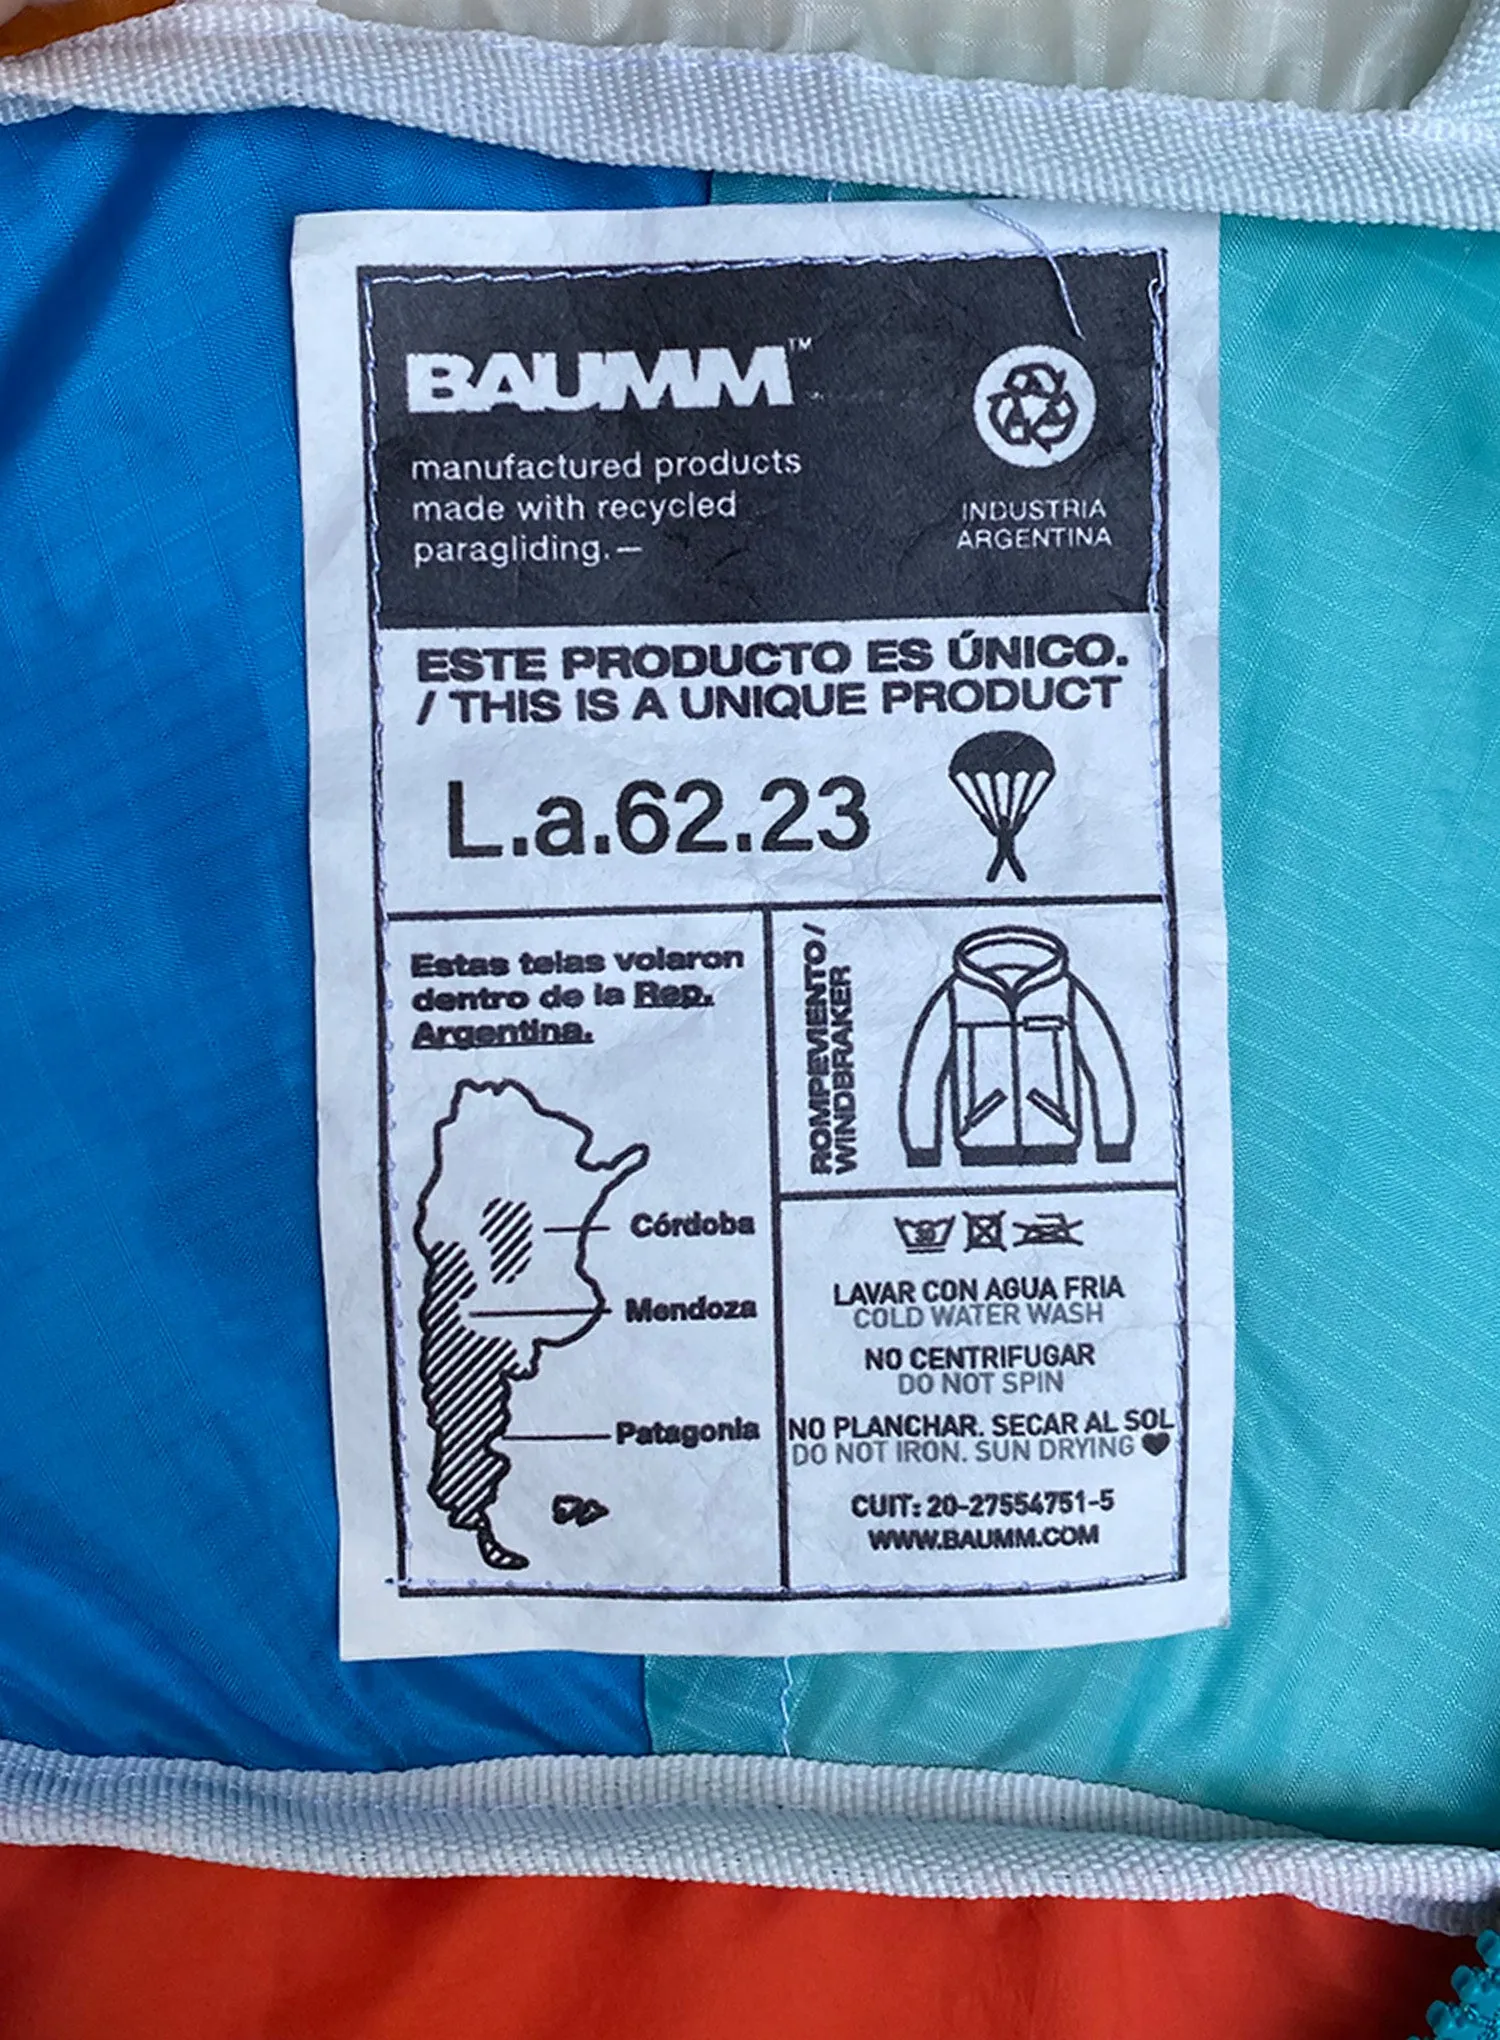 BAUMM™
manufactured products
made with recycled
paragliding.—
INDUSTRIA
ARGENTINA
ESTE PRODUCTO ES ÚNICO.
/ THIS IS A UNIQUE PRODUCT
L.a.62.23
Estas telas volaron
dentro de la Rep.
Argentina.
Córdoba
Mendoza
Patagonia
ROMPEVIENTO /
WINDBRAKER
30
LAVAR CON AGUA FRIA
COLD WATER WASH
NO CENTRIFUGAR
DO NOT SPIN
NO PLANCHAR. SECAR AL SOL
DO NOT IRON. SUN DRYING
CUIT: 20-27554751-5
WWW.BAUMM.COM